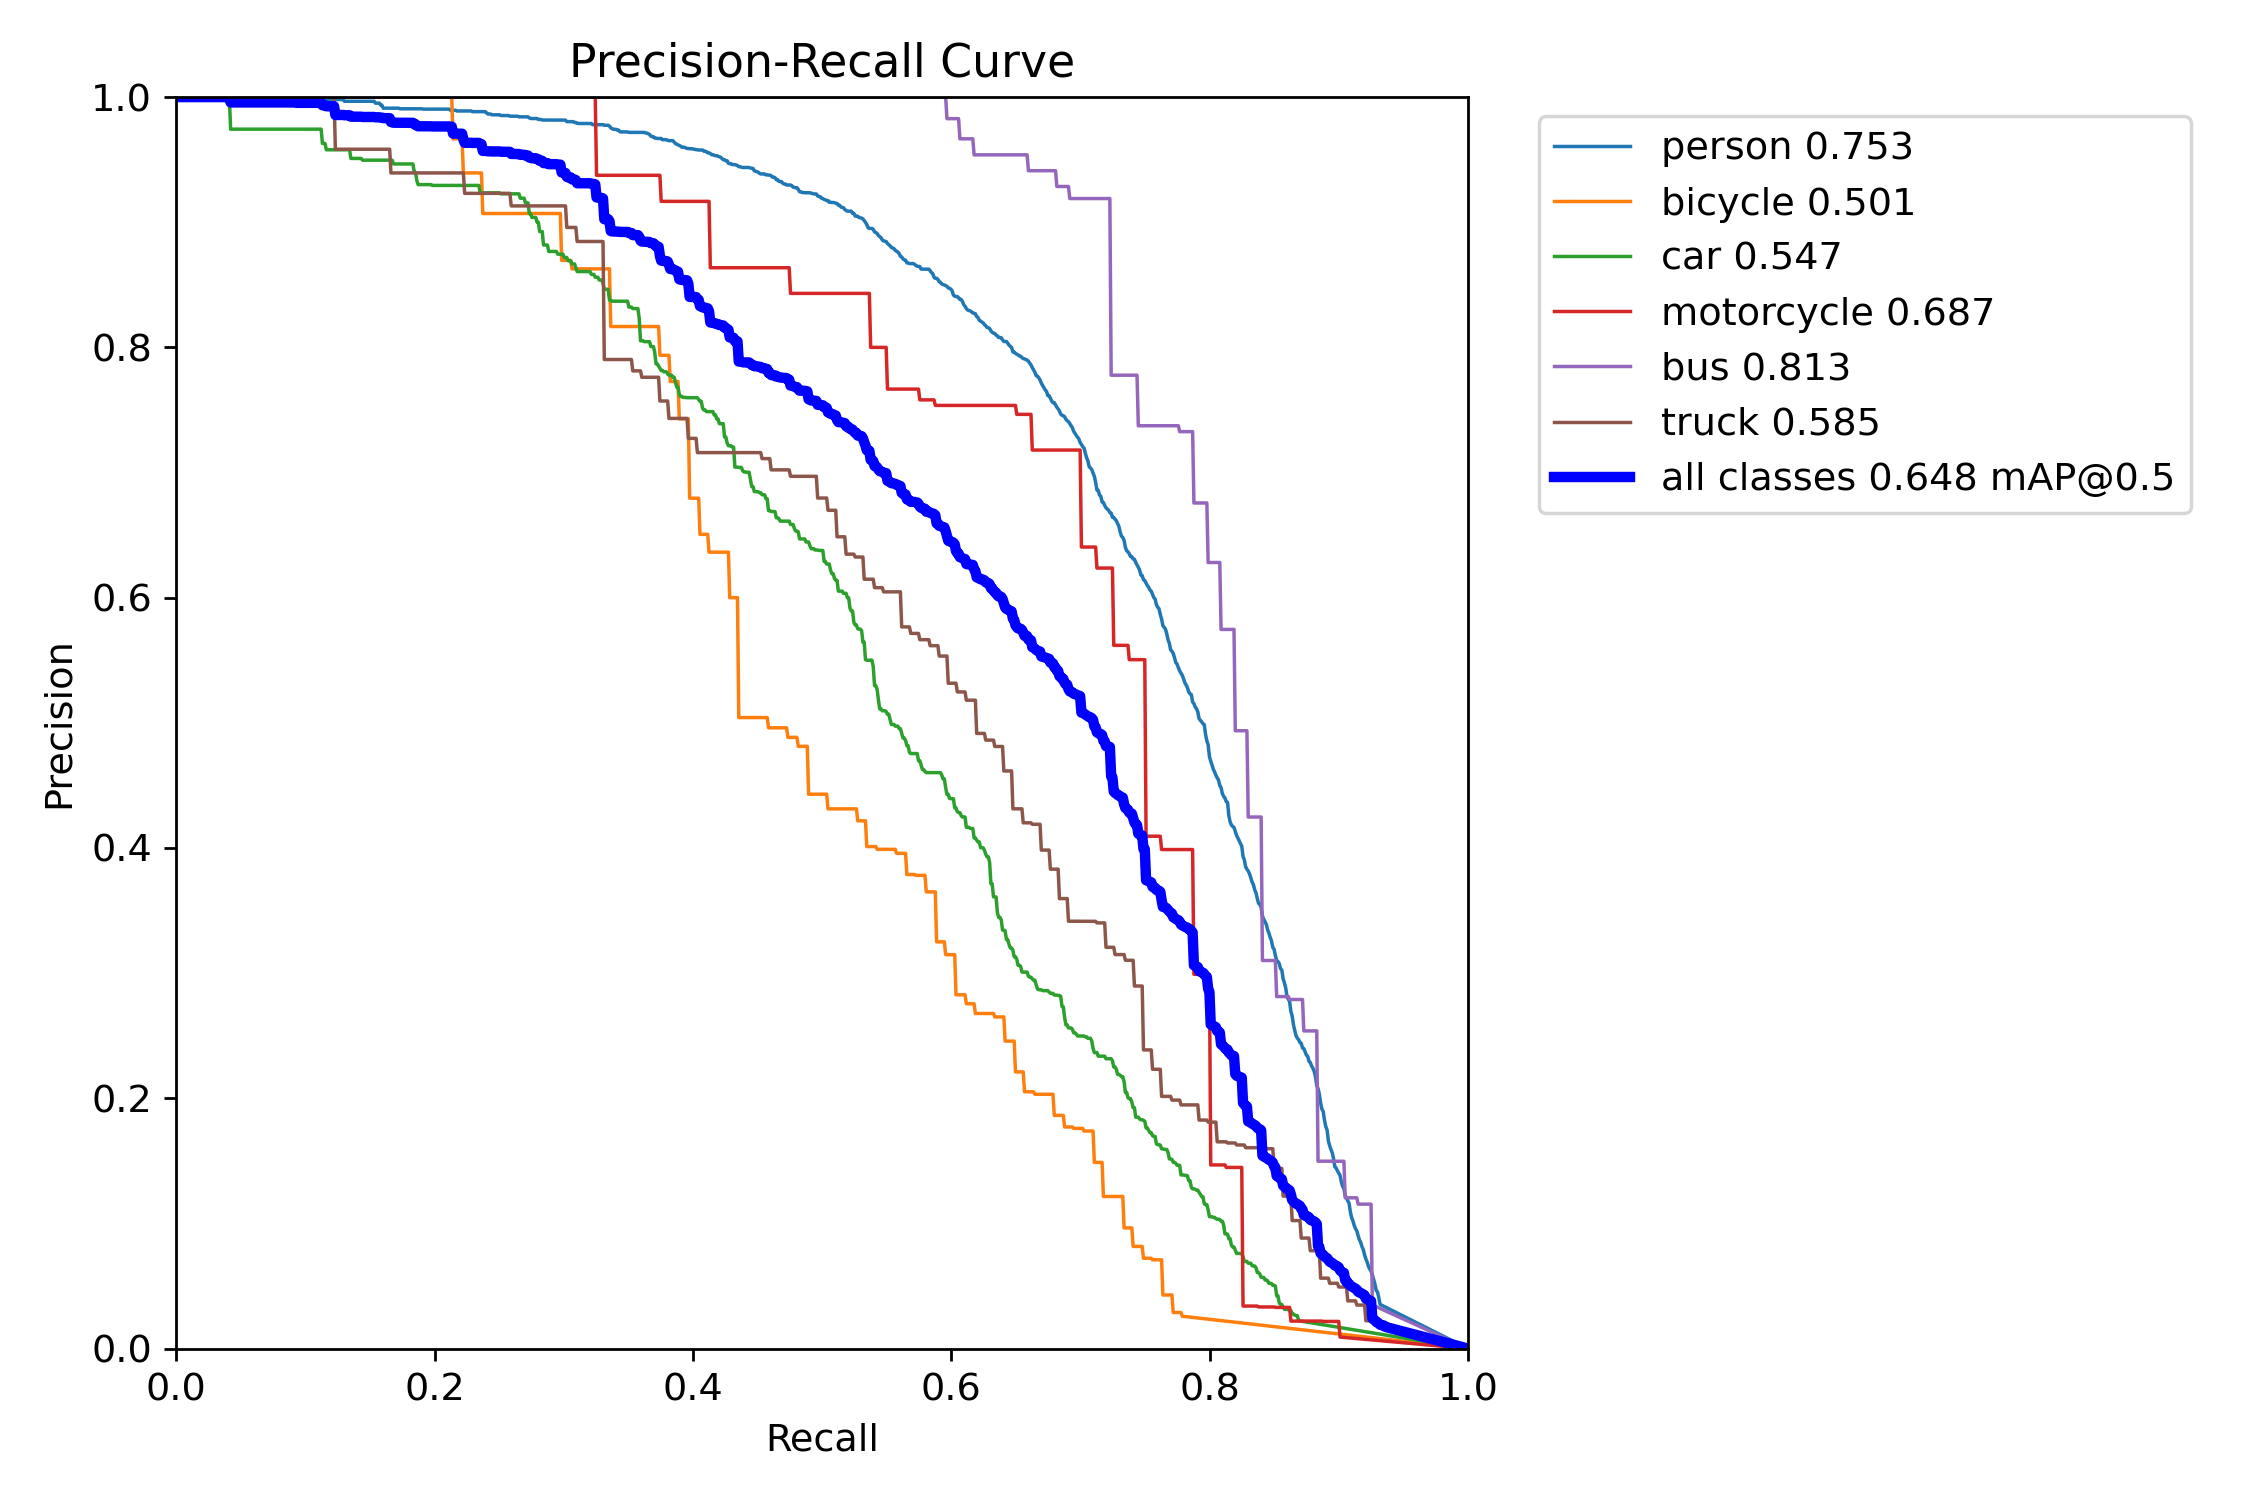 Precision-Recall Curve
1.0
0.8
0.6
0.4
0.2
0.0
Precision
0.0 0.2 0.4 0.6 0.8 1.0
Recall
person 0.753
bicycle 0.501
car 0.547
motorcycle 0.687
bus 0.813
truck 0.585
all classes 0.648 mAP@0.5